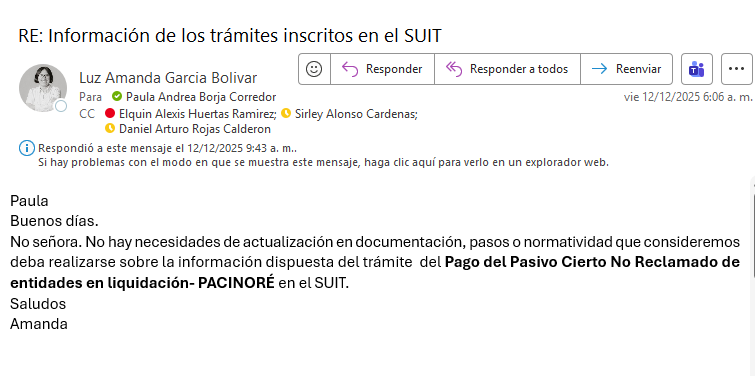 RE: Información de los trámites inscritos en el SUIT
Luz Amanda Garcia Bolivar
Responder
Responder a todos
Reenviar
Para Paula Andrea Borja Corredor
vie 12/12/2025 6:06 a. m.
CC Elquin Alexis Huertas Ramirez; Sirley Alonso Cardenas;
Daniel Arturo Rojas Calderon
Respondió a este mensaje el 12/12/2025 9:43 a. m..
Si hay problemas con el modo en que se muestra este mensaje, haga clic aquí para verlo en un explorador web.
Paula
Buenos días.
No señora. No hay necesidades de actualización en documentación, pasos o normatividad que consideremos
deba realizarse sobre la información dispuesta del trámite del Pago del Pasivo Cierto No Reclamado de
entidades en liquidación- PACINORÉ en el SUIT.
Saludos
Amanda